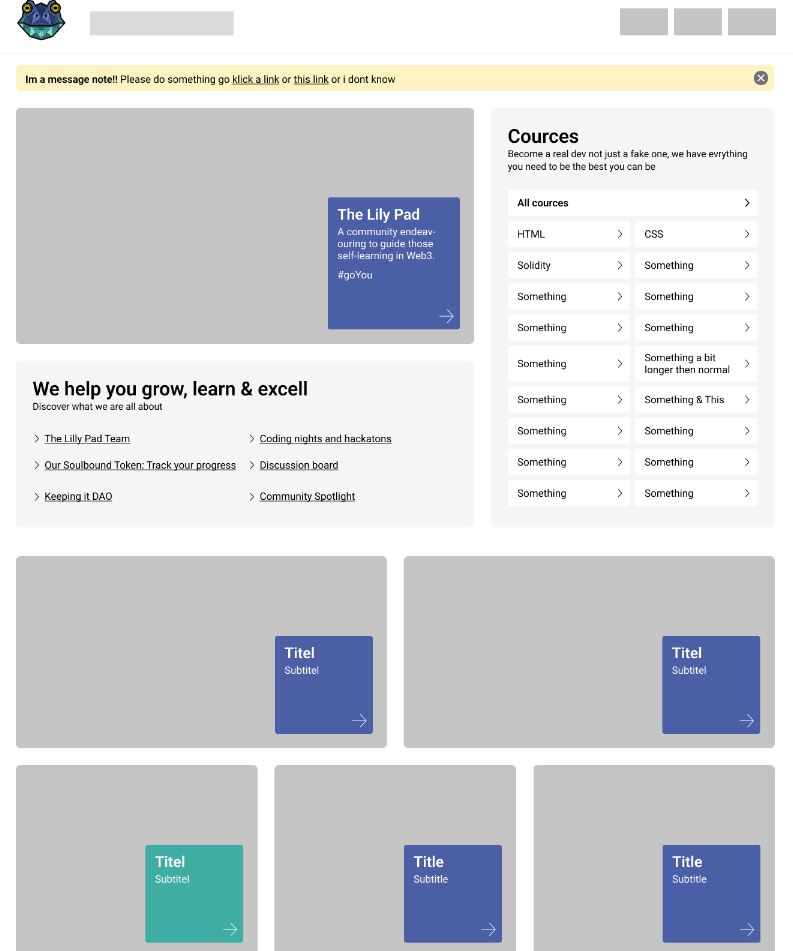 Im a message note!! Please do something go klick a link or this link or i dont know
The Lily Pad
A community endeav-
ouring to guide those
self-learning in Web3.
#goYou
We help you grow, learn & excell
Discover what we are all about
The Lilly Pad Team
Coding nights and hackatons
Our Soulbound Token: Track your progress
Discussion board
Keeping it DAO
Community Spotlight
Cources
Become a real dev not just a fake one, we have evrything
you need to be the best you can be
All cources
HTML
CSS
Solidity
Something
Something
Something
Something
Something
Something
Something a bit
longer then normal
Something
Something & This
Something
Something
Something
Something
Something
Something
Titel
Subtitel
Titel
Subtitel
Titel
Subtitel
Title
Subtitle
Title
Subtitle